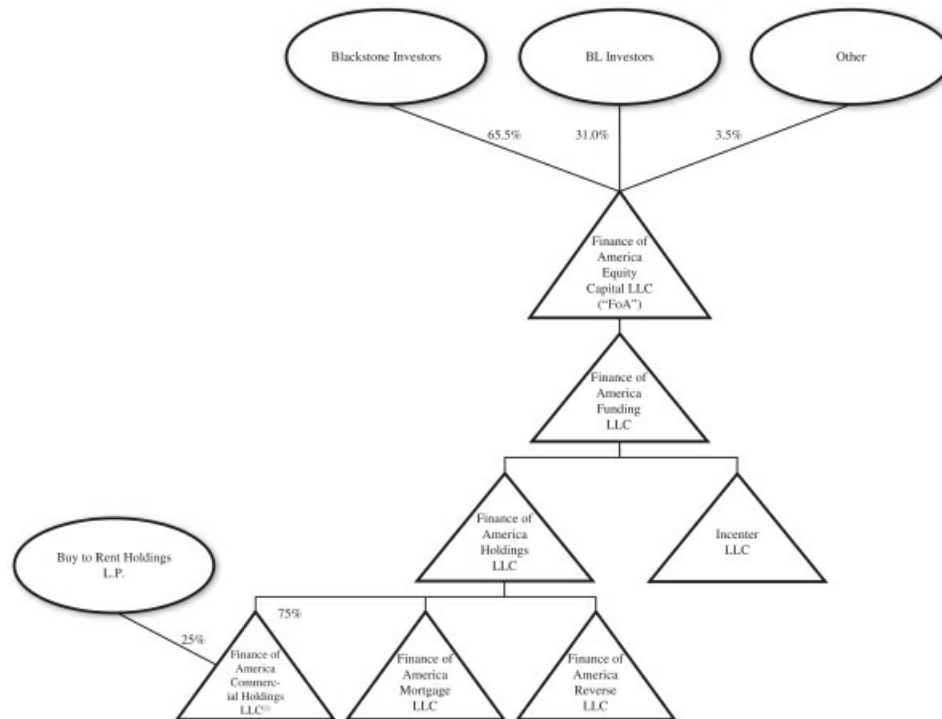 Blackstone Investors
BL Investors
Other
65.5%
31.0%
3.5%
Finance of
America
Equity
Capital LLC
("FoA")
Finance of
America
Funding
LLC
Finance of
America
Holdings
LLC
Incenter
LLC
Buy to Rent Holdings
L.P.
25%
75%
Finance of
America
Commerc-
ial Holdings
LLC
Finance of
America
Mortgage
LLC
Finance of
America
Reverse
LLC